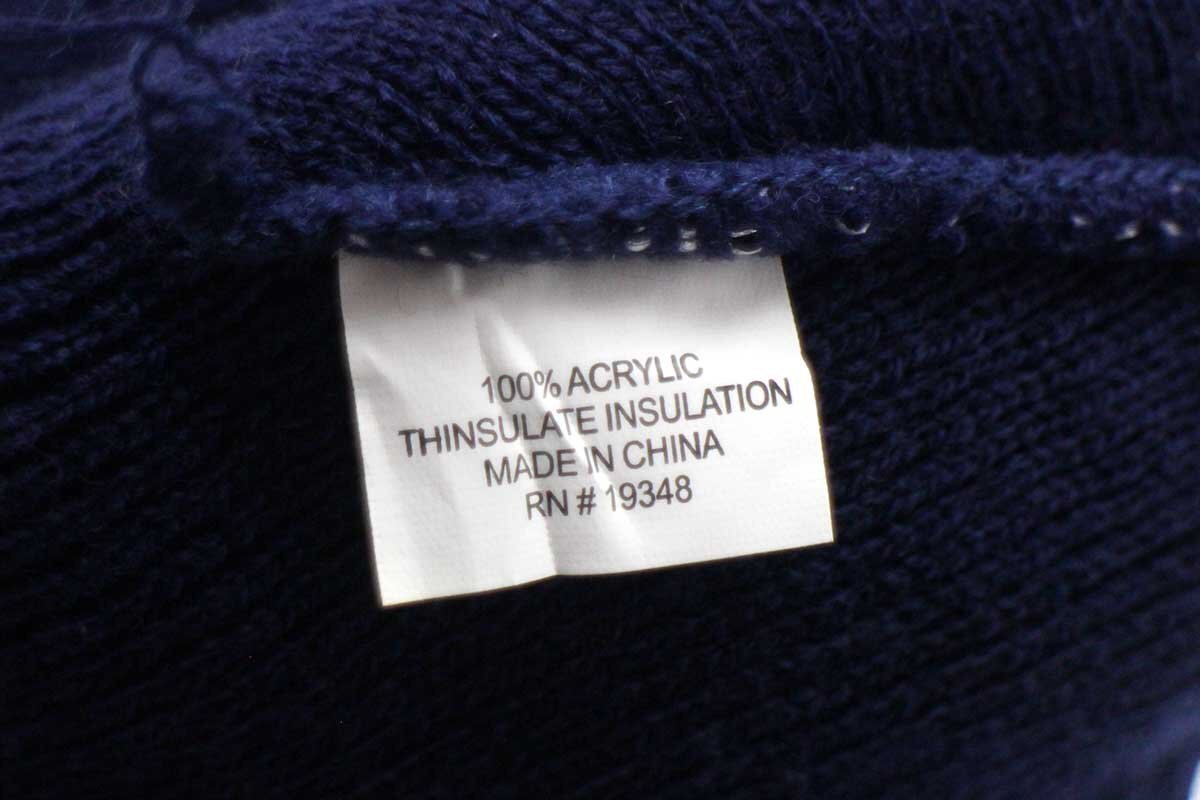 100% ACRYLIC
THINSULATE INSULATION
MADE IN CHINA
RN # 19348